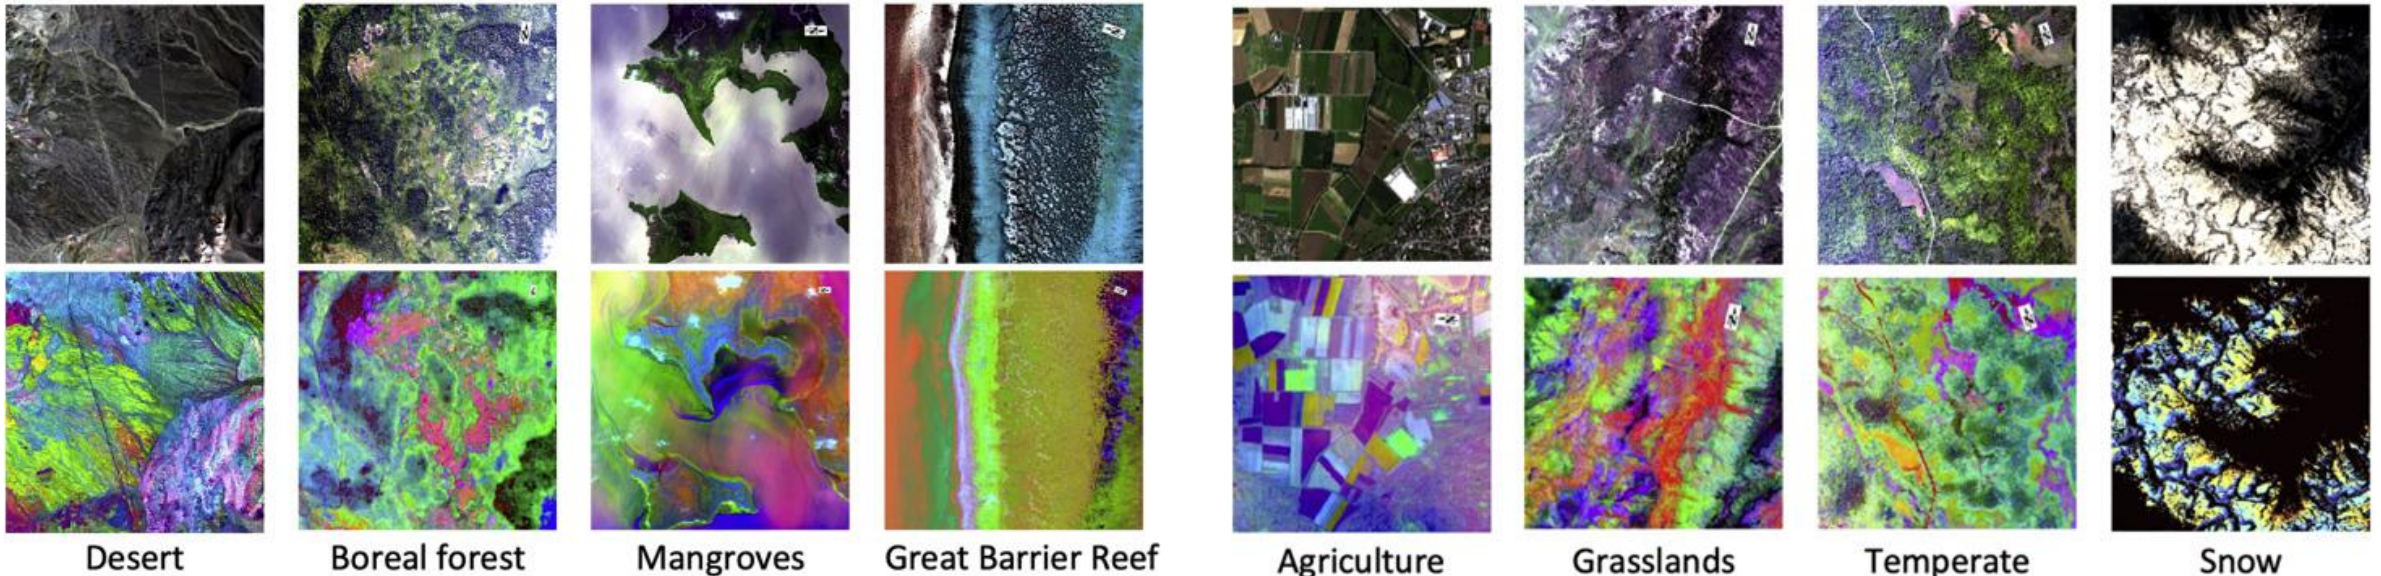 Desert
Boreal forest
Mangroves
Great Barrier Reef
Agriculture
Grasslands
Temperate
Snow